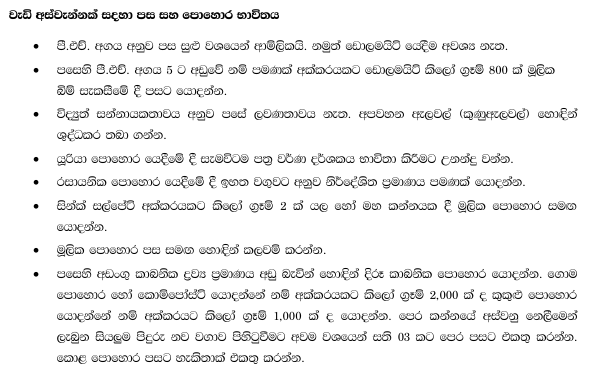 වැඩි අස්වැන්නක් සඳහා පස සහ පොහොර භාවිතය
• පී.එච්. අගය අනුව පස සුළු වශයෙන් ආම්ලිකයි. නමුත් ඩොලමයිට් යෙදීම අවශ්‍ය නැත.
• පසෙහි පී.එච්. අගය 5 ට අඩුවේ නම් පමණක් අක්කරයකට ඩොලමයිට් කිලෝ ග්‍රෑම් 800 ක් මූලික
බිම් සැකසීමේ දී පසට යොදන්න.
• විද්‍යුත් සන්නායකතාවය අනුව පසේ ලවණතාවය නැත. අපවහන ඇලවල් (කුණුඇලවල්) හොඳින්
ශුද්ධකර තබා ගන්න.
• යූරියා පොහොර යෙදීමේ දී සැමවිටම පත්‍ර වර්ණ දර්ශකය භාවිතා කිරීමට උනන්දු වන්න.
• රසායනික පොහොර යෙදීමේ දී ඉහත වගුවට අනුව නිර්දේශිත ප්‍රමාණය පමණක් යොදන්න.
• සින්ක් සල්පේට් අක්කරයකට කිලෝ ග්‍රෑම් 2 ක් යල හෝ මහ කන්නයක දී මූලික පොහොර සමඟ
යොදන්න.
• මූලික පොහොර පස සමඟ හොඳින් කලවම් කරන්න.
• පසෙහි අඩංගු කාබනික ද්‍රව්‍ය ප්‍රමාණය අඩු බැවින් හොඳින් දිරූ කාබනික පොහොර යොදන්න. ගොම
පොහොර හෝ කොම්පෝස්ට් යොදන්නේ නම් අක්කරයකට කිලෝ ග්‍රෑම් 2,000 ක් ද කුකුළු පොහොර
යොදන්නේ නම් අක්කරයට කිලෝ ග්‍රෑම් 1,000 ක් ද යොදන්න. පෙර කන්නයේ අස්වනු නෙලීමෙන්
ලැබුන සියලුම පිදුරු නව වගාව පිහිටුවීමට අවම වශයෙන් සති 03 කට පෙර පසට එකතු කරන්න.
කොළ පොහොර පසට හැකිතාක් එකතු කරන්න.